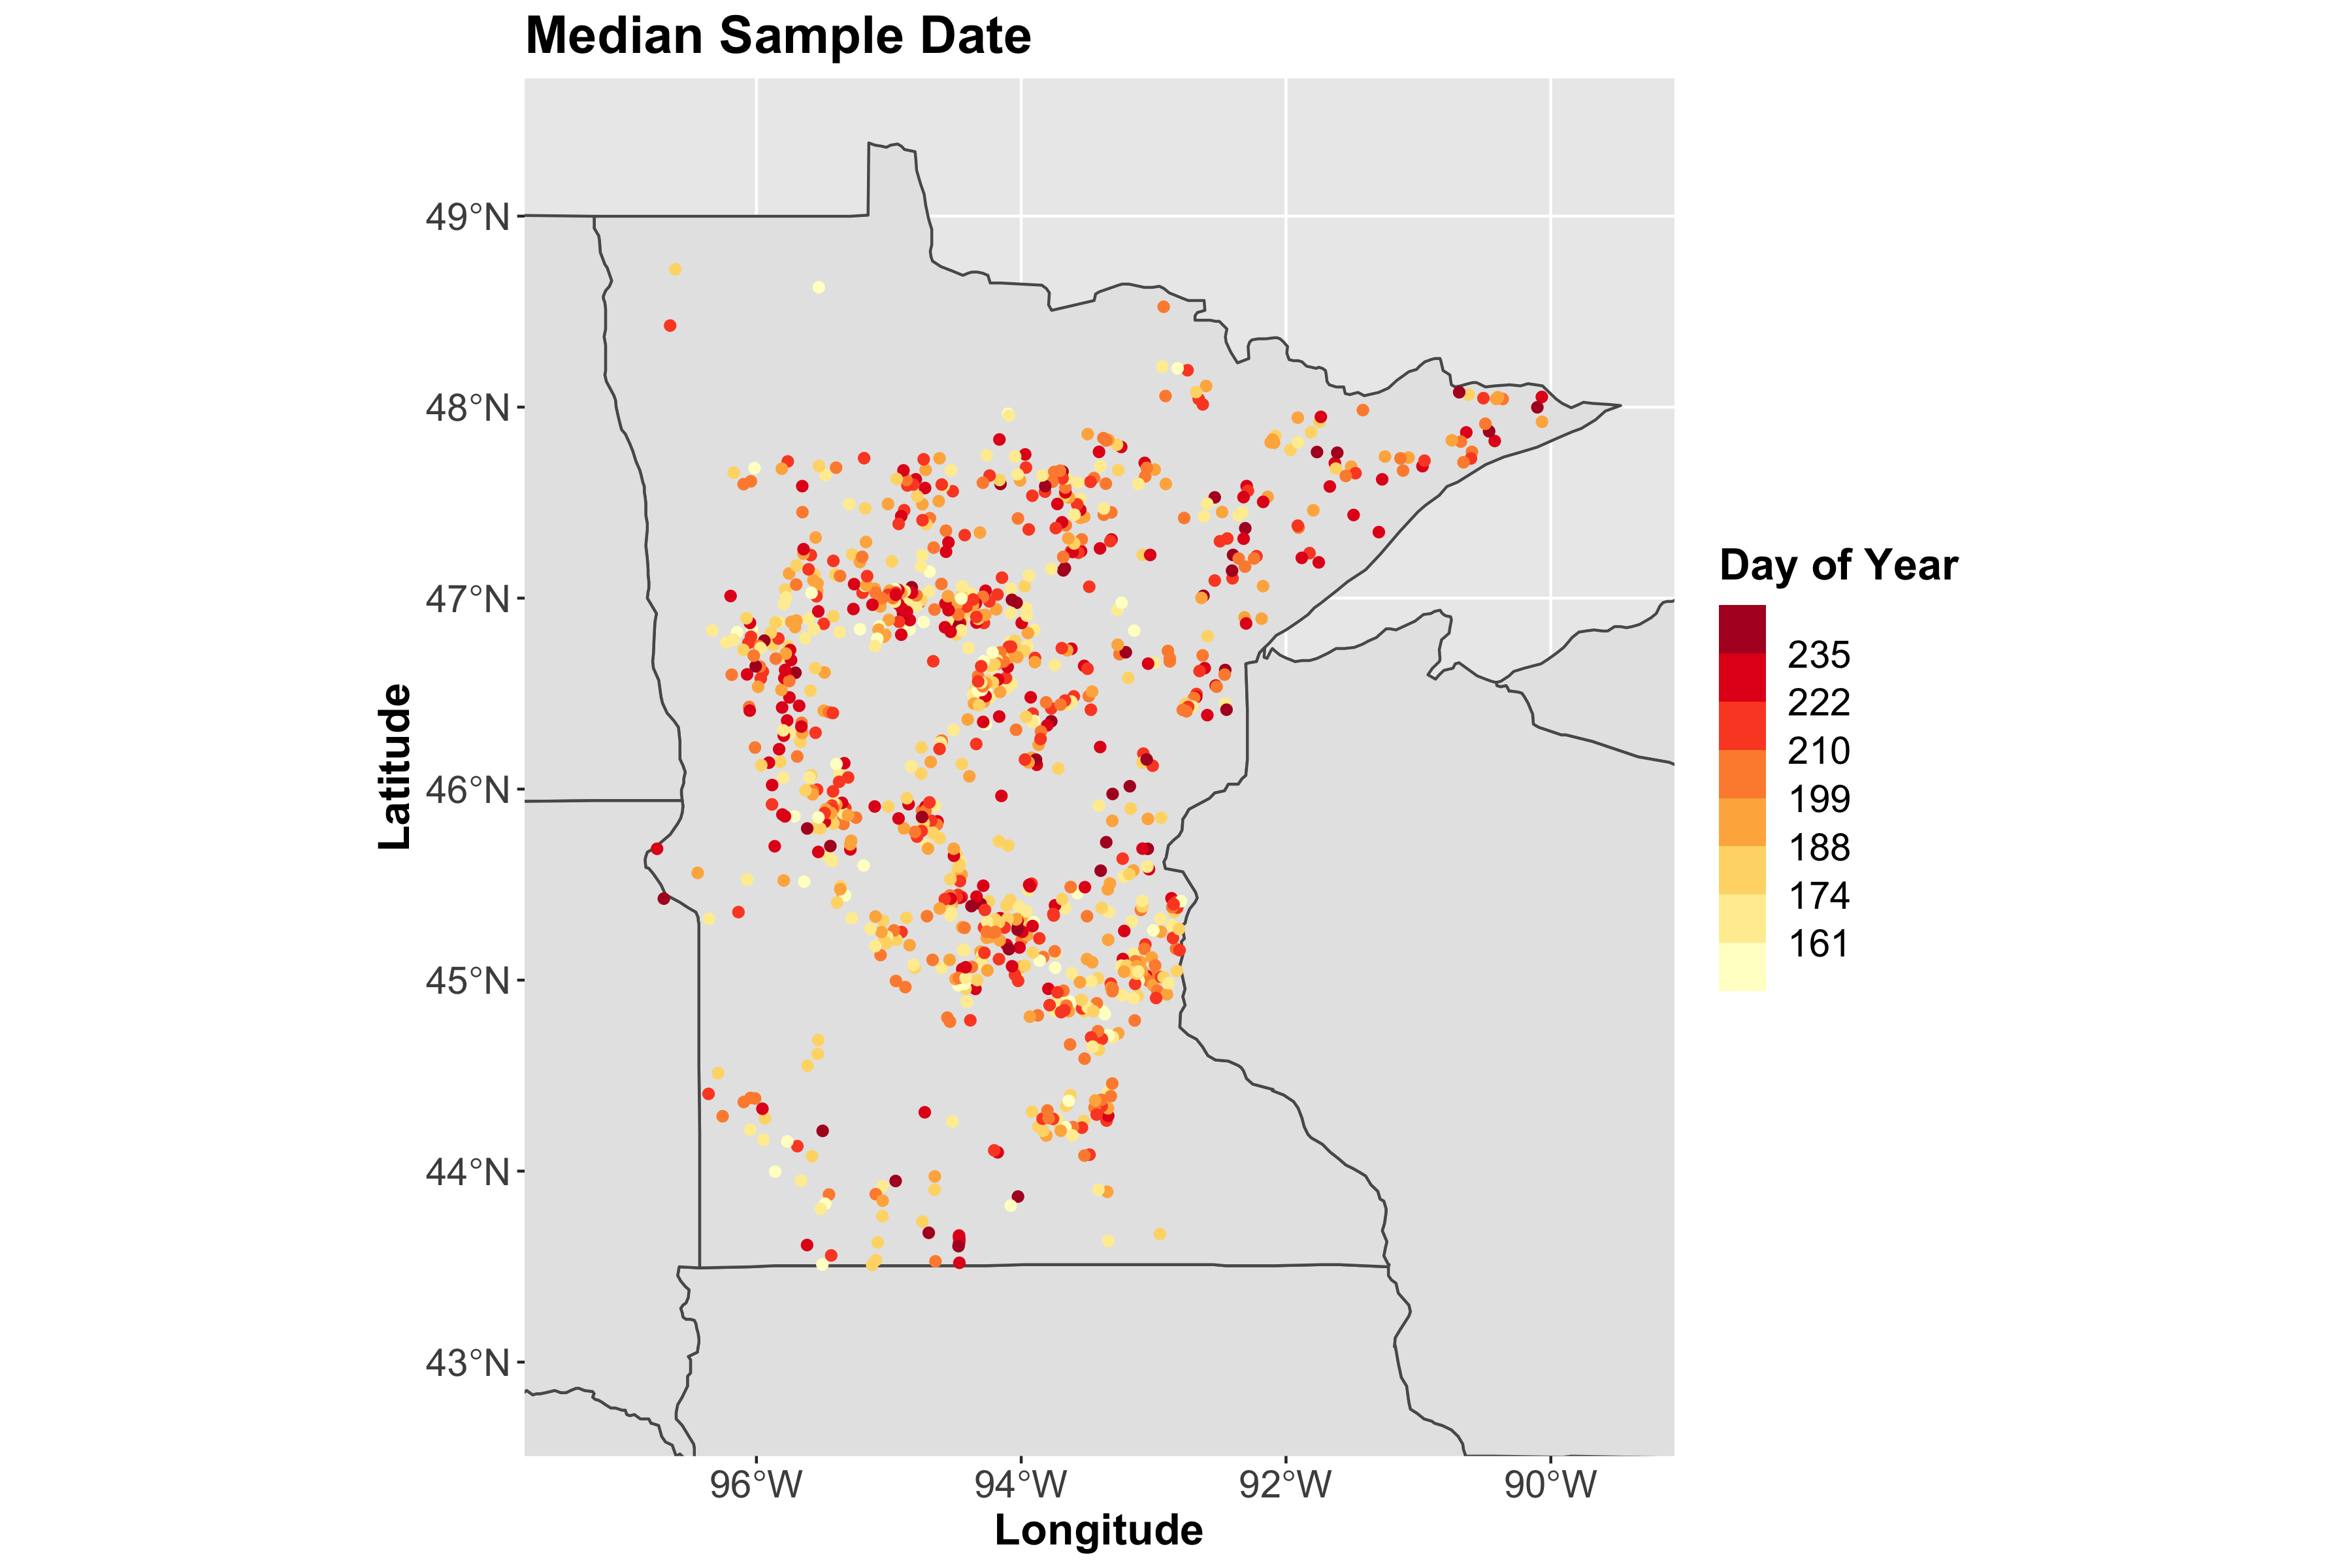 Median Sample Date
49°N
48°N
47°N
46°N
45°N
44°N
43°N
Latitude
96°W
94°W
92°W
90°W
Longitude
Day of Year
235
222
210
199
188
174
161